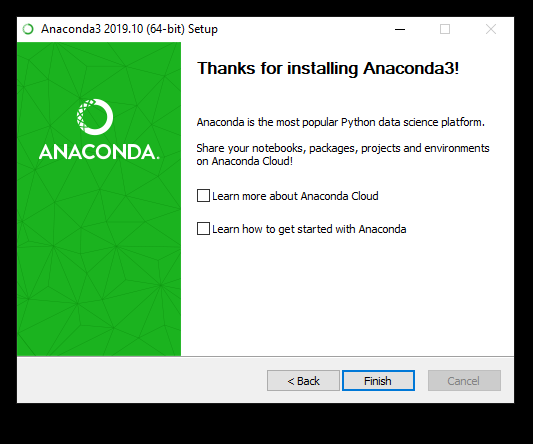 Anaconda3 2019.10 (64-bit) Setup
Thanks for installing Anaconda3!
ANACONDA.
Anaconda is the most popular Python data science platform.
Share your notebooks, packages, projects and environments
on Anaconda Cloud!
Learn more about Anaconda Cloud
Learn how to get started with Anaconda
< Back
Finish
Cancel